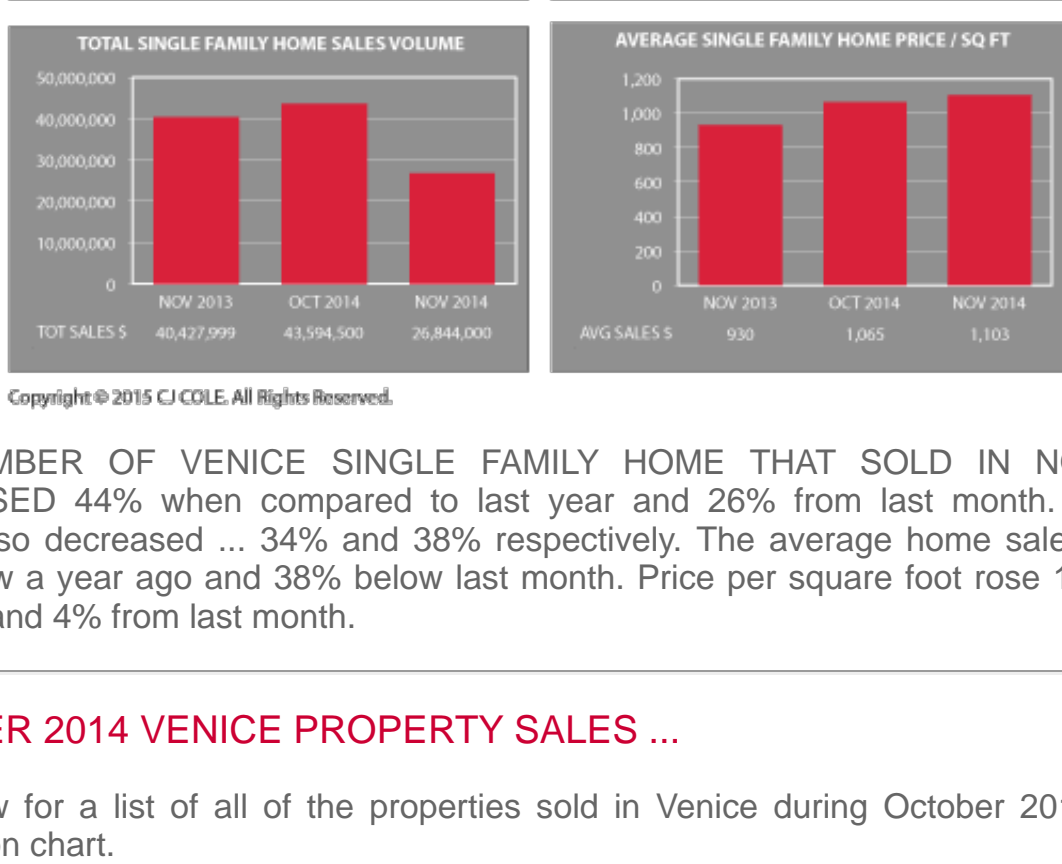 TOTAL SINGLE FAMILY HOME SALES VOLUME
50,000,000
40,000,000
30,000,000
20,000,000
10,000,000
0
NOV 2013 OCT 2014 NOV 2014
TOT SALES $ 40,427,999 43,594,500 26,844,000
AVERAGE SINGLE FAMILY HOME PRICE / SQ FT
1,200
1,000
800
600
400
200
0
NOV 2013 OCT 2014 NOV 2014
AVG SALES $ 930 1,065 1,103
Copyright © 2015 CJ COLE. All Rights Reserved.
MBER OF VENICE SINGLE FAMILY HOME THAT SOLD IN NO
SED 44% when compared to last year and 26% from last month.
so decreased ... 34% and 38% respectively. The average home sale
w a year ago and 38% below last month. Price per square foot rose 1
and 4% from last month.
ER 2014 VENICE PROPERTY SALES ...
w for a list of all of the properties sold in Venice during October 201
on chart.